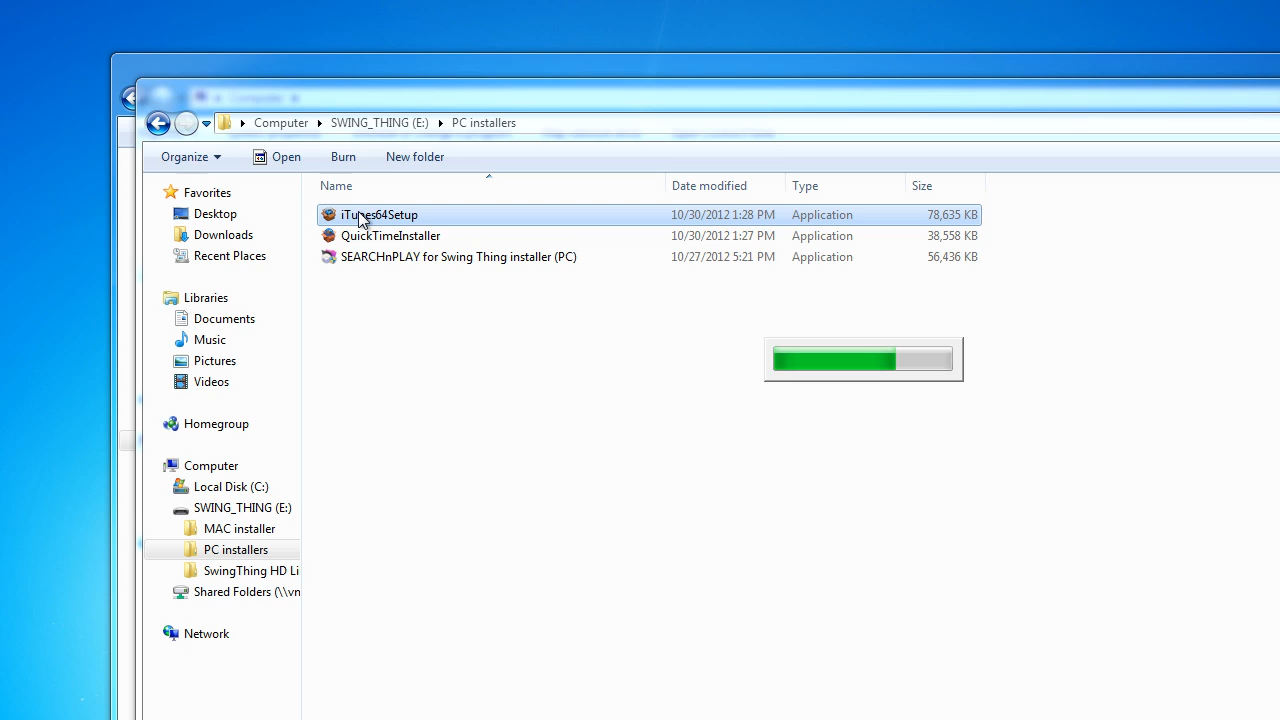 Computer
Computer SWING_THING (E:) PC installers
Organize Open Burn New folder
Name Date modified Type Size
Favorites
Desktop
Downloads
Recent Places
Libraries
Documents
Music
Pictures
Videos
Homegroup
Computer
Local Disk (C:)
SWING_THING (E:)
MAC installer
PC installers
SwingThing HD Li
Shared Folders (\\vn
Network
iTunes64Setup 10/30/2012 1:28 PM Application 78,635 KB
QuickTimeInstaller 10/30/2012 1:27 PM Application 38,558 KB
SEARCHnPLAY for Swing Thing installer (PC) 10/27/2012 5:21 PM Application 56,436 KB